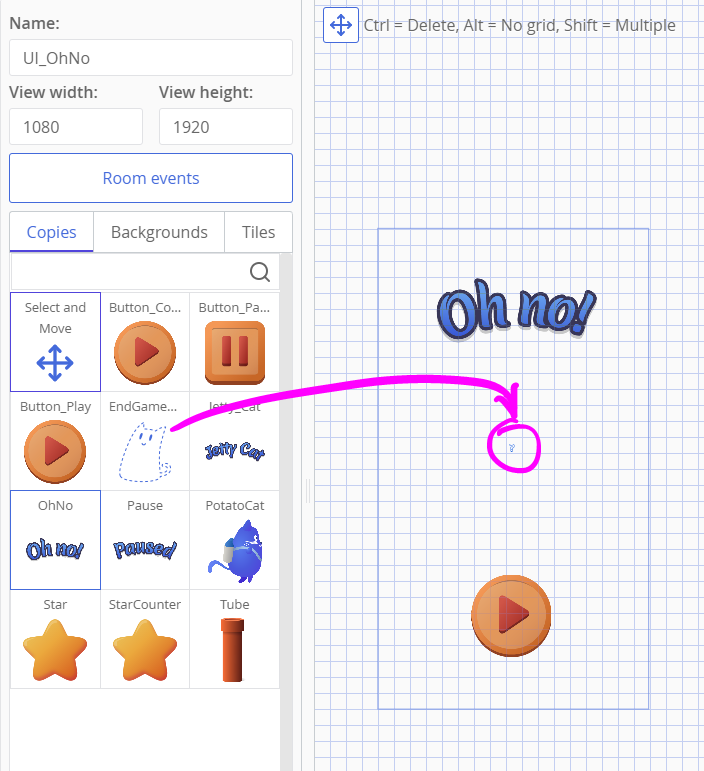 Name:
UI_OhNo
View width:
View height:
1080
1920
Room events
Copies
Backgrounds
Tiles
Ctrl = Delete, Alt = No grid, Shift = Multiple
Select and
Move
Button_Co...
Button_Pa...
Button_Play
EndGame...
Jetty_Cat
Jetty Cat
OhNo
Pause
PotatoCat
Oh no!
Paused
Star
StarCounter
Tube
Oh no!
?